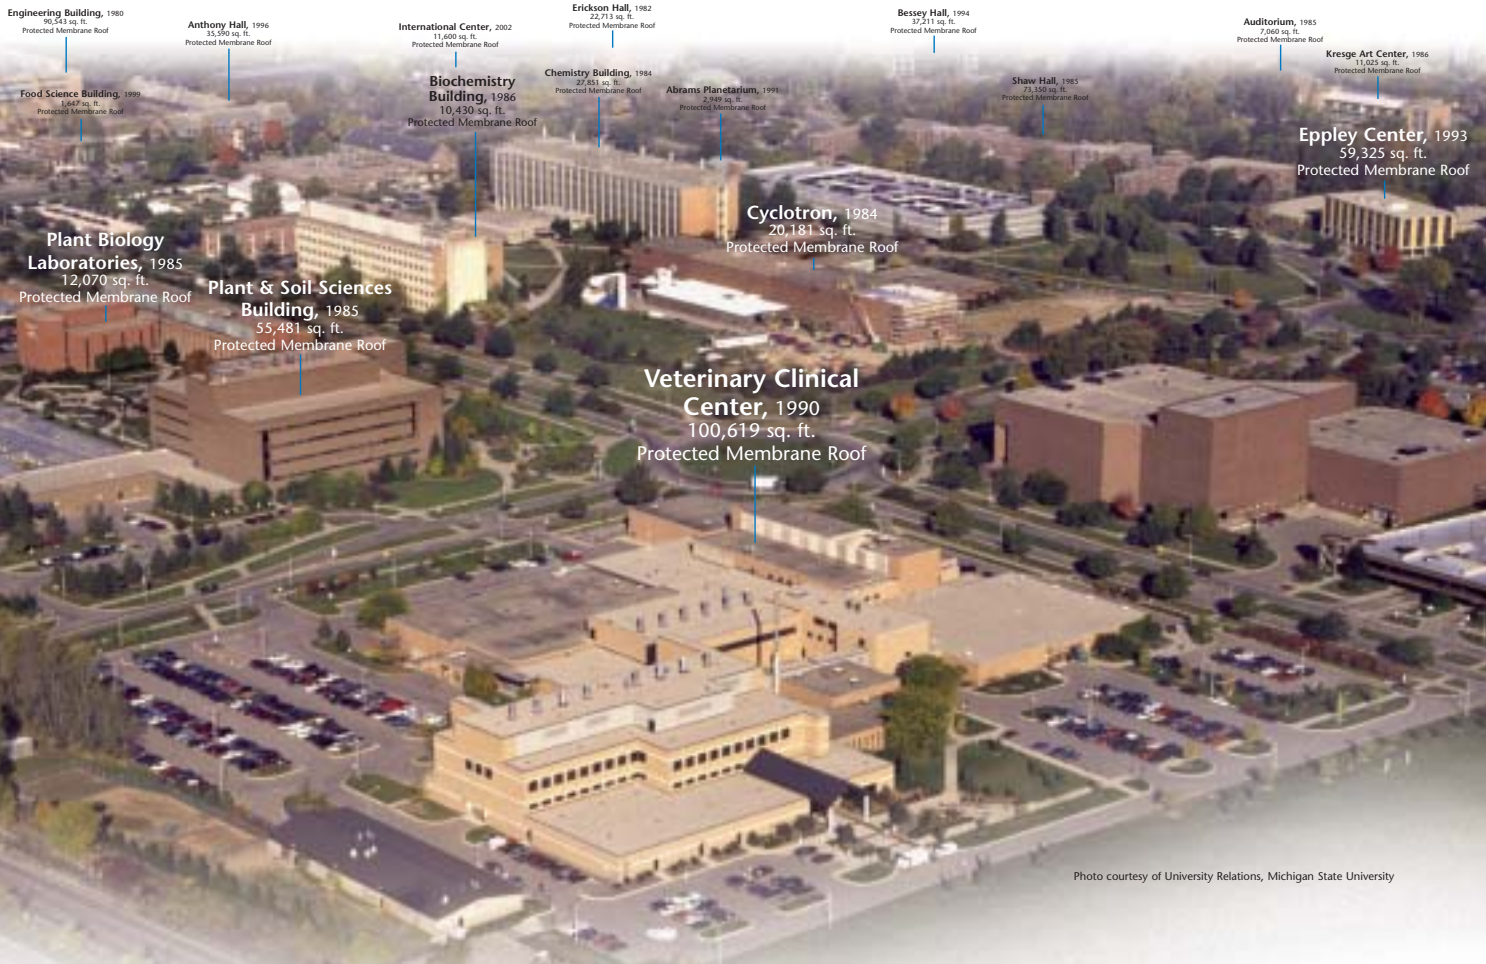 Engineering Building, 1980
90,543 sq. ft.
Protected Membrane Roof
Anthony Hall, 1996
35,590 sq. ft.
Protected Membrane Roof
International Center, 2002
11,600 sq. ft.
Protected Membrane Roof
Erickson Hall, 1982
22,713 sq. ft.
Protected Membrane Roof
Bessey Hall, 1994
37,211 sq. ft.
Protected Membrane Roof
Auditorium, 1985
7,060 sq. ft.
Protected Membrane Roof
Kresge Art Center, 1986
11,025 sq. ft.
Protected Membrane Roof
Food Science Building, 1999
1,647 sq. ft.
Protected Membrane Roof
Biochemistry
Building, 1986
10,430 sq. ft.
Protected Membrane Roof
Chemistry Building, 1984
27,851 sq. ft.
Protected Membrane Roof
Abrams Planetarium, 1991
2,949 sq. ft.
Protected Membrane Roof
Shaw Hall, 1985
73,350 sq. ft.
Protected Membrane Roof
Eppley Center, 1993
59,325 sq. ft.
Protected Membrane Roof
Cyclotron, 1984
20,181 sq. ft.
Protected Membrane Roof
Plant Biology
Laboratories, 1985
12,070 sq. ft.
Protected Membrane Roof
Plant & Soil Sciences
Building, 1985
55,481 sq. ft.
Protected Membrane Roof
Veterinary Clinical
Center, 1990
100,619 sq. ft.
Protected Membrane Roof
Photo courtesy of University Relations, Michigan State University